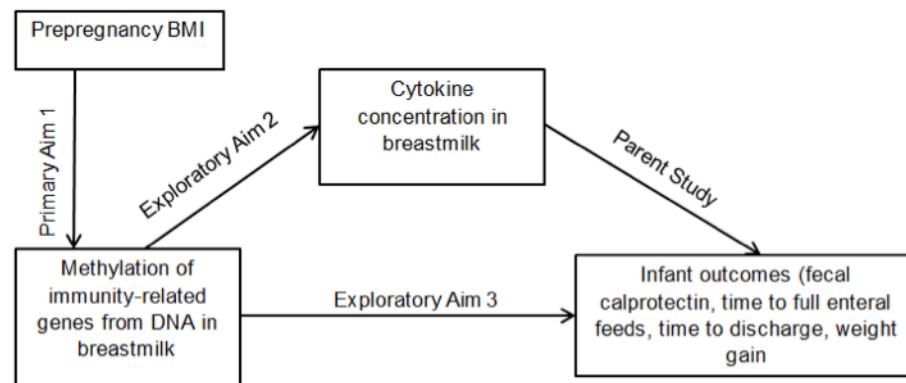 Prepregnancy BMI
Primary Aim 1
Exploratory Aim 2
Cytokine
concentration in
breastmilk
Parent Study
Methylation of
immunity-related
genes from DNA in
breastmilk
Exploratory Aim 3
Infant outcomes (fecal
calprotectin, time to full enteral
feeds, time to discharge, weight
gain